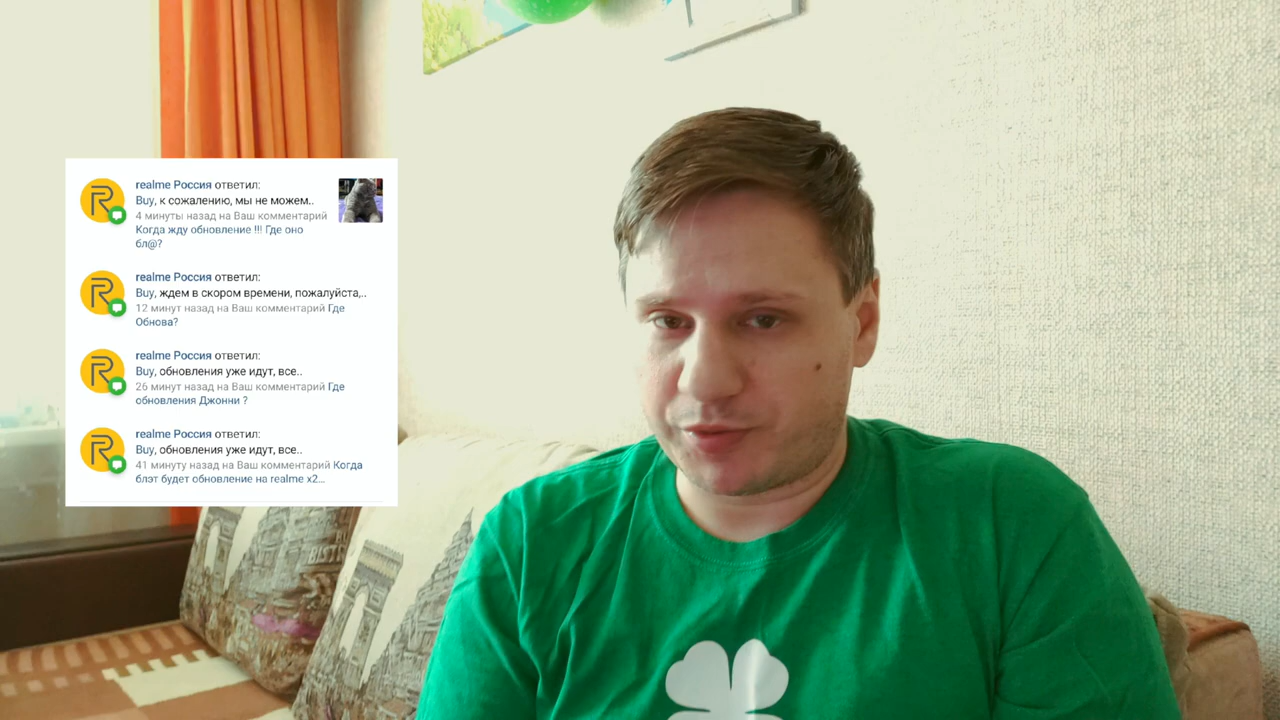 realme Россия ответил:
Buy, к сожалению, мы не можем..
4 минуты назад на Ваш комментарий
Когда жду обновление !!! Где оно
бл@?
realme Россия ответил:
Buy, ждем в скором времени, пожалуйста,..
12 минут назад на Ваш комментарий Где
Обнова?
realme Россия ответил:
Buy, обновления уже идут, все..
26 минут назад на Ваш комментарий Где
обновления Джонни ?
realme Россия ответил:
Buy, обновления уже идут, все..
41 минуту назад на Ваш комментарий Когда
блэт будет обновление на realme x2...